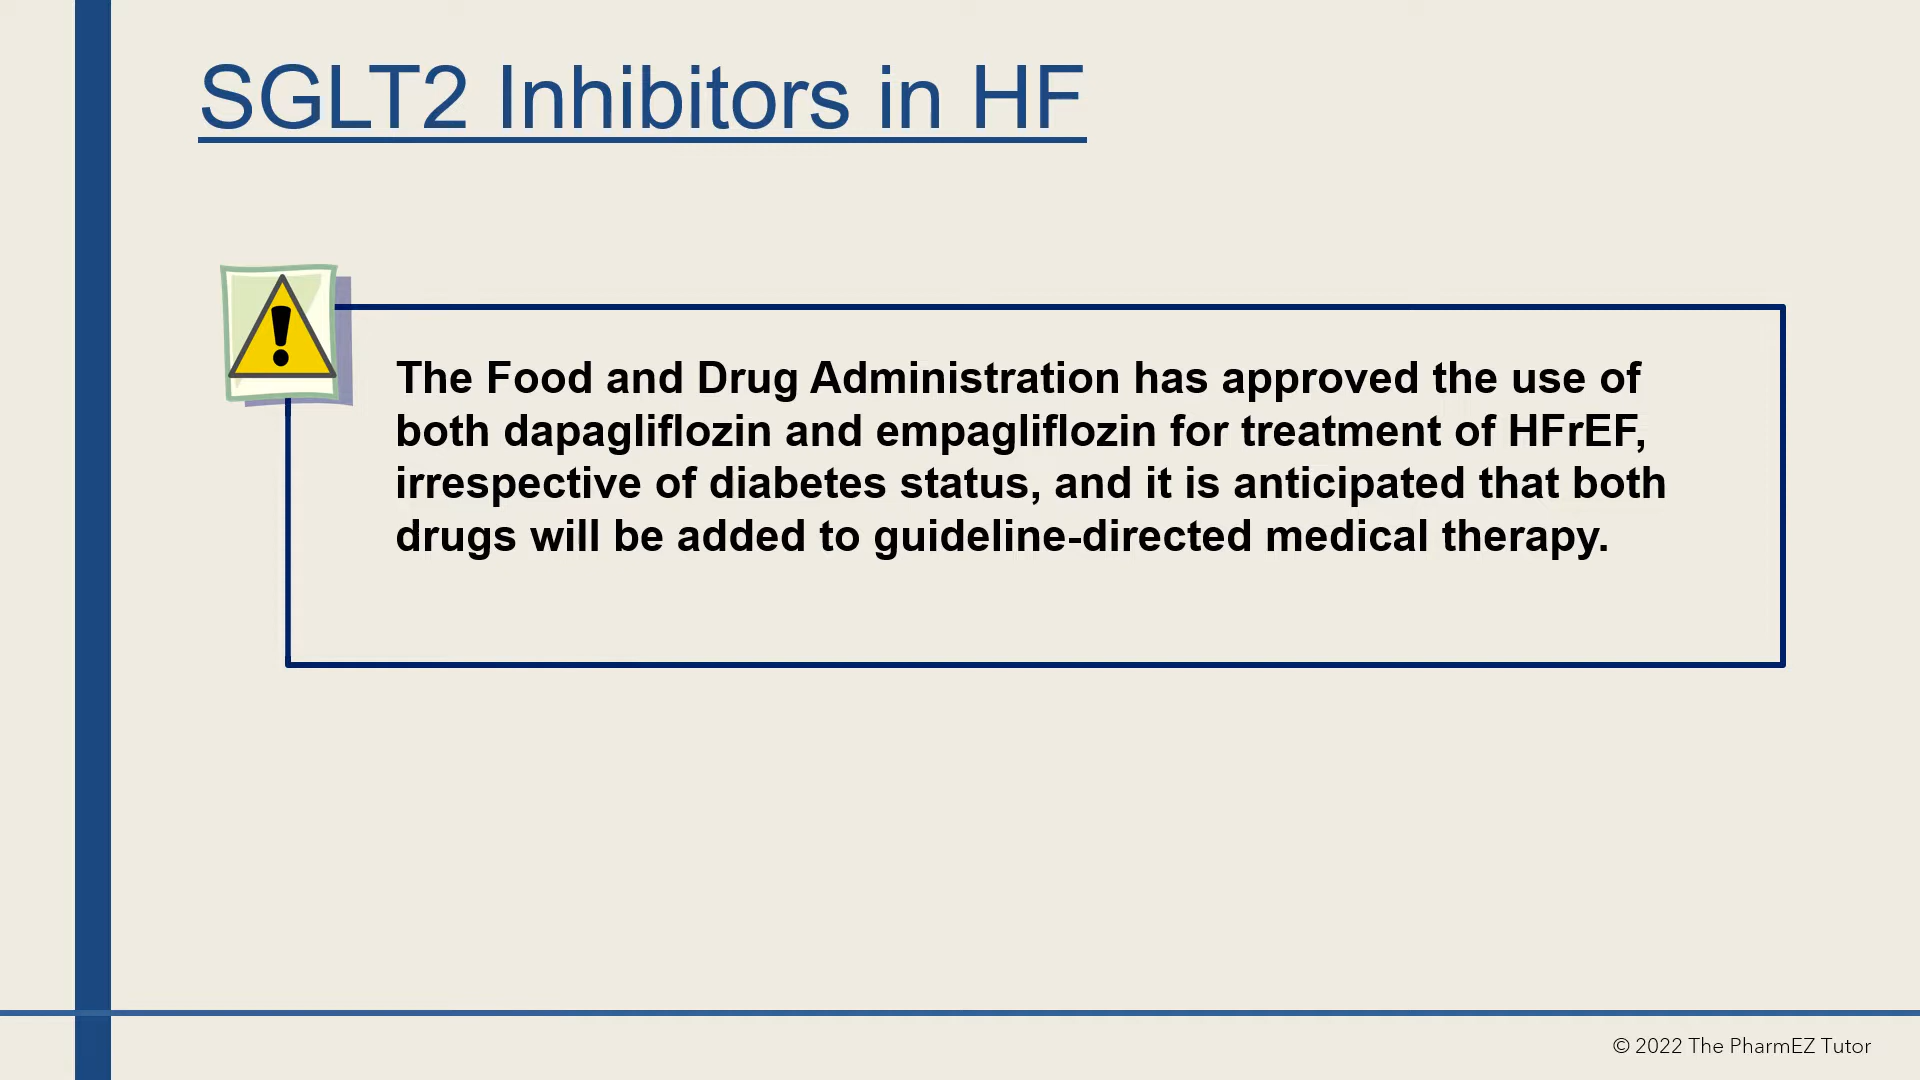 SGLT2 Inhibitors in HF
The Food and Drug Administration has approved the use of
both dapagliflozin and empagliflozin for treatment of HFrEF,
irrespective of diabetes status, and it is anticipated that both
drugs will be added to guideline-directed medical therapy.
© 2022 The PharmEZ Tutor